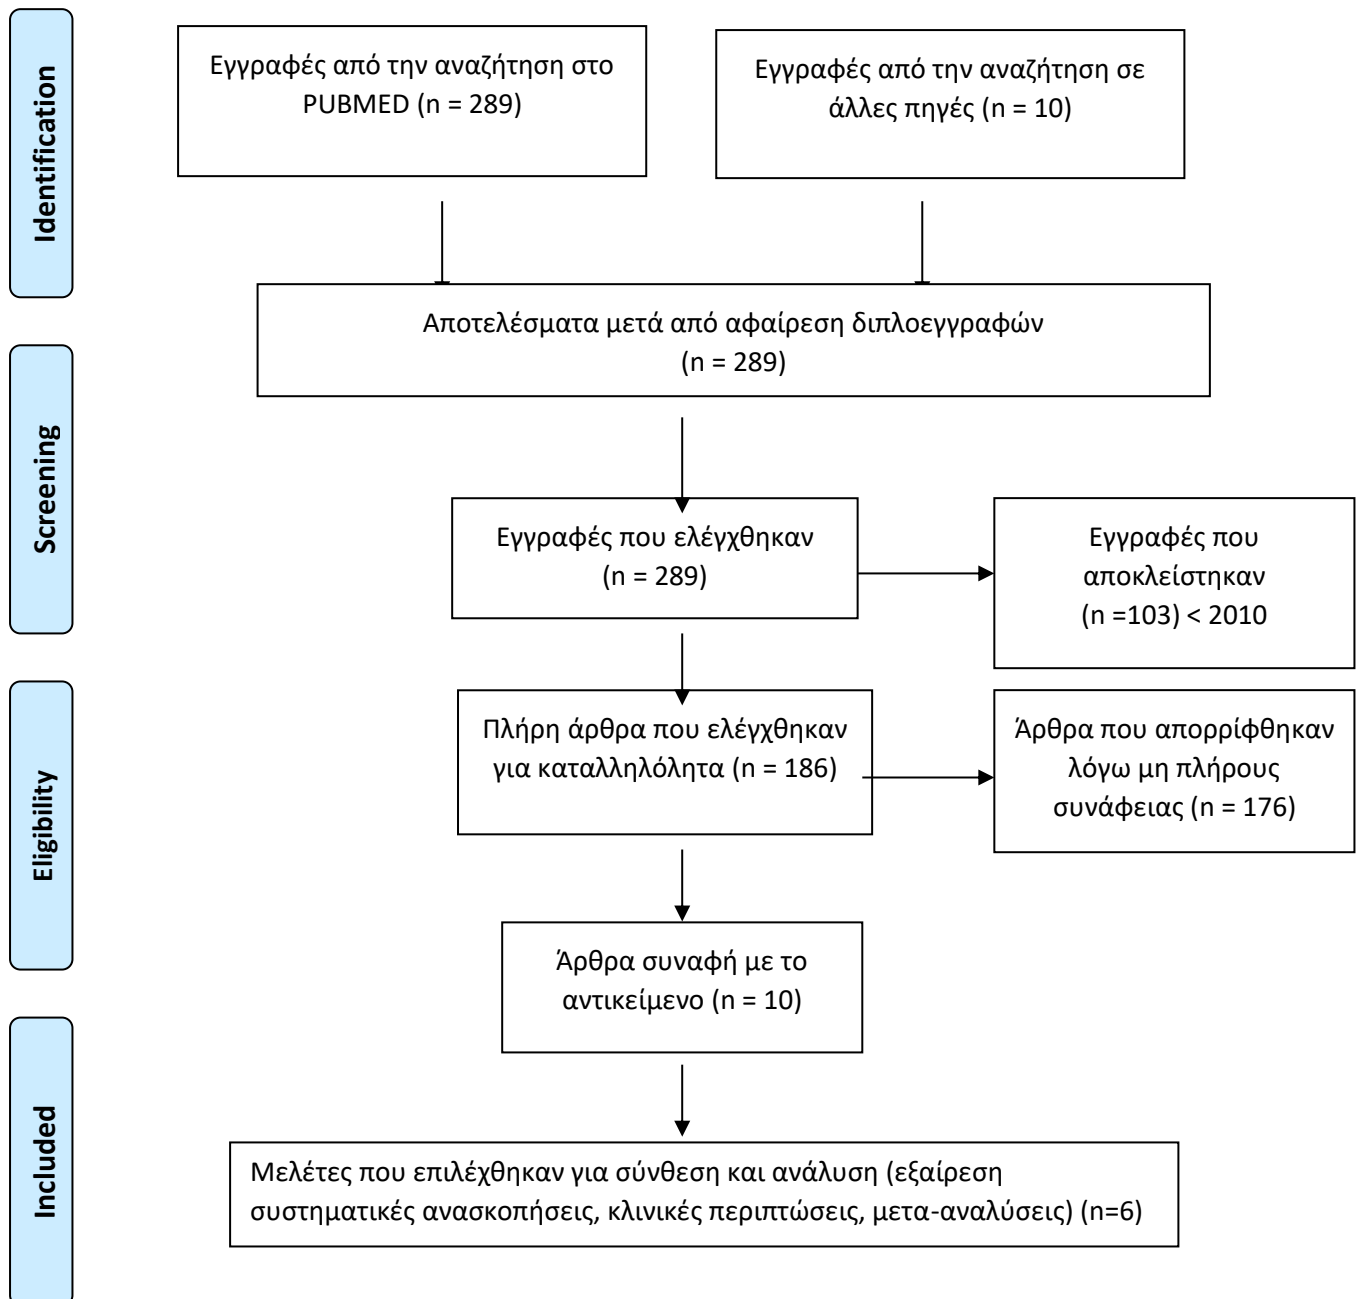 Identification
Εγγραφές από την αναζήτηση στο
PUBMED (n = 289)
Εγγραφές από την αναζήτηση σε
άλλες πηγές (n = 10)
Αποτελέσματα μετά από αφαίρεση διπλοεγγραφών
(n = 289)
Screening
Εγγραφές που ελέγχθηκαν
(n = 289)
Εγγραφές που
αποκλείστηκαν
(n =103) < 2010
Eligibility
Πλήρη άρθρα που ελέγχθηκαν
για καταλληλόλητα (n = 186)
Άρθρα που απορρίφθηκαν
λόγω μη πλήρους
συνάφειας (n = 176)
Άρθρα συναφή με το
αντικείμενο (n = 10)
Included
Μελέτες που επιλέχθηκαν για σύνθεση και ανάλυση (εξαίρεση
συστηματικές ανασκοπήσεις, κλινικές περιπτώσεις, μετα-αναλύσεις) (n=6)